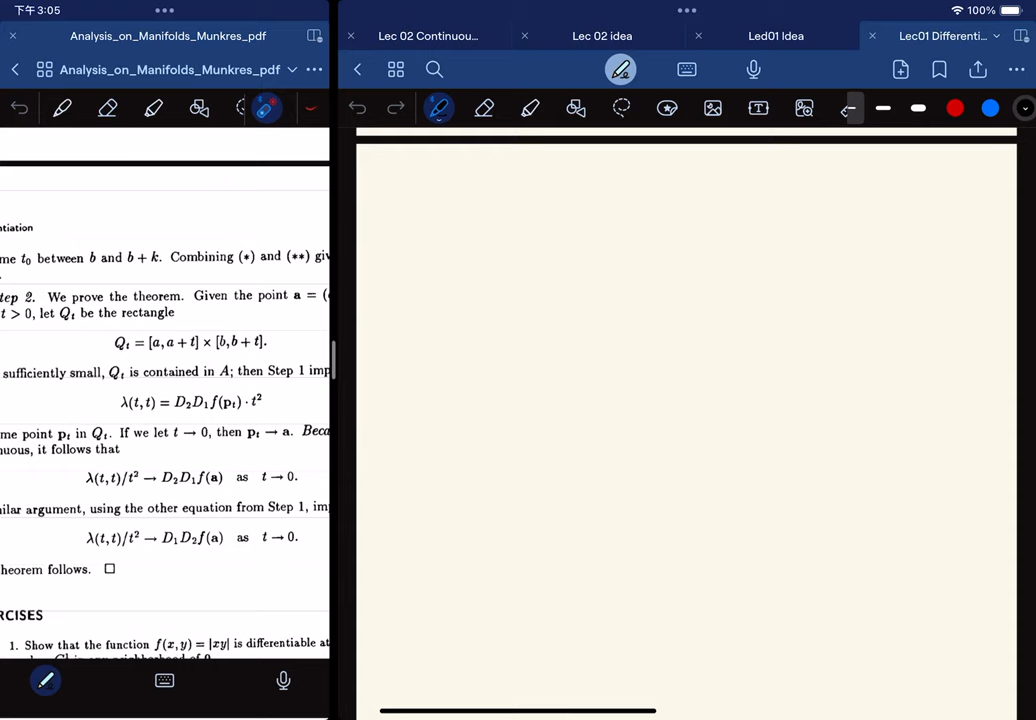 下午3:05
100%
Analysis_on_Manifolds_Munkres_pdf
Lec 02 Continuou...
Lec 02 idea
Led01 Idea
Lec01 Differenti...
Analysis_on_Manifolds_Munkres_pdf
ntiation
me t₀ between b and b + k. Combining (*) and (**) giv
tep 2. We prove the theorem. Given the point a = (
t > 0, let Qₜ be the rectangle
Qₜ = [a, a + t] × [b, b + t].
sufficiently small, Qₜ is contained in A; then Step 1 imp
λ(t, t) = D₂D₁f(pₜ) · t²
me point pₜ in Qₜ. If we let t → 0, then pₜ → a. Beca
nuous, it follows that
λ(t, t)/t² → D₂D₁f(a) as t → 0.
ilar argument, using the other equation from Step 1, im
λ(t, t)/t² → D₁D₂f(a) as t → 0.
heorem follows. □
RCISES
1. Show that the function f(x, y) = |xy| is differentiable at